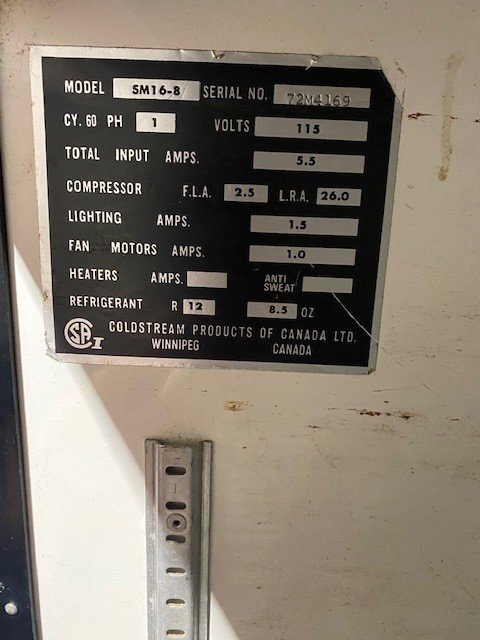 MODEL SM16-8 SERIAL NO. 72M4169
CY. 60 PH 1 VOLTS 115
TOTAL INPUT AMPS. 5.5
COMPRESSOR F.L.A. 2.5 L.R.A. 26.0
LIGHTING AMPS. 1.5
FAN MOTORS AMPS. 1.0
HEATERS AMPS. ANTI SWEAT
REFRIGERANT R 12 8.5 OZ
SA I COLDSTREAM PRODUCTS OF CANADA LTD.
WINNIPEG CANADA